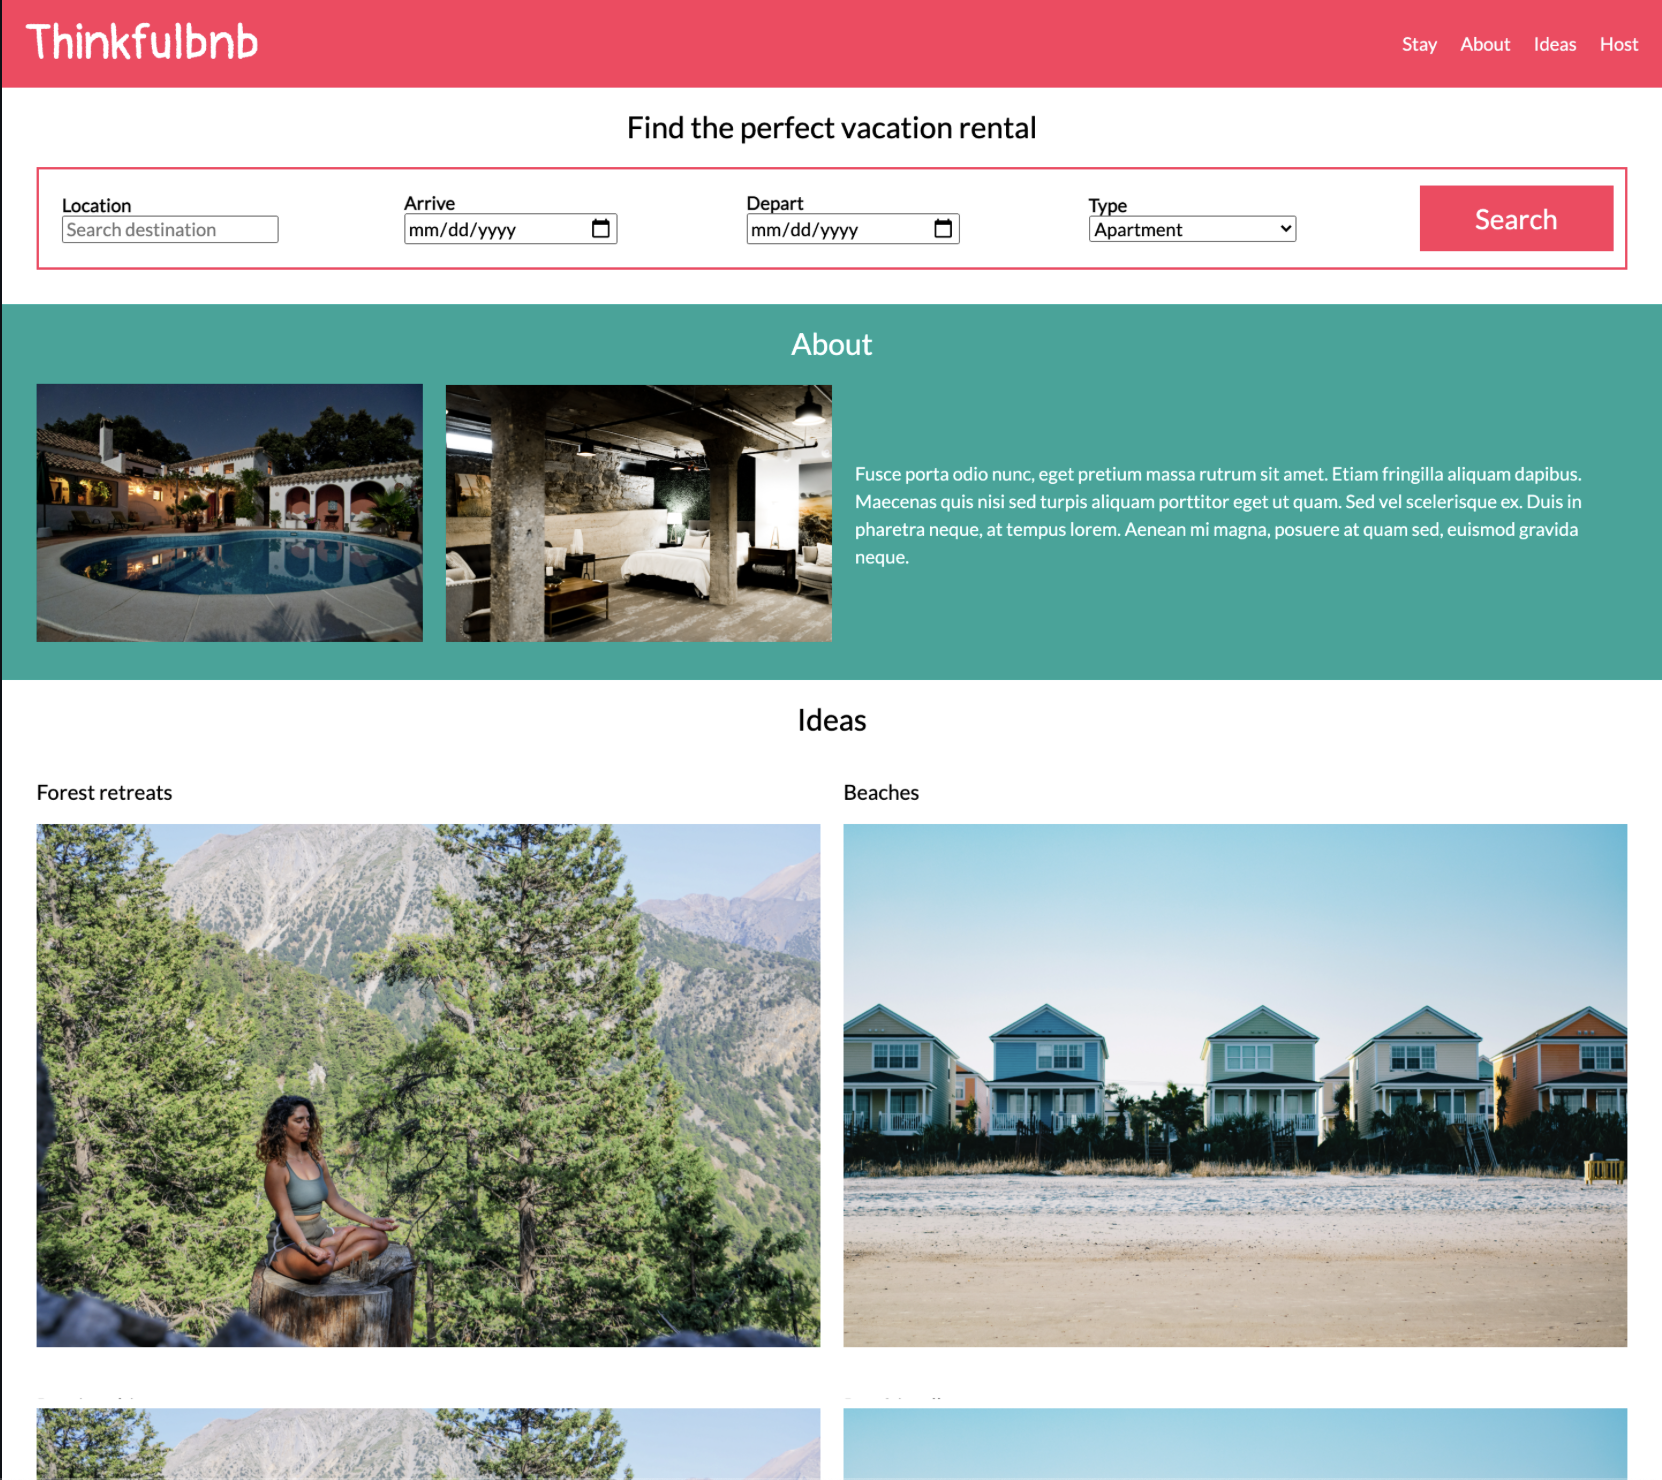 Thinkfulbnb
Stay About Ideas Host
Find the perfect vacation rental
Location
Search destination
Arrive
mm/dd/yyyy
Depart
mm/dd/yyyy
Type
Apartment
Search
About
Fusce porta odio nunc, eget pretium massa rutrum sit amet. Etiam fringilla aliquam dapibus.
Maecenas quis nisi sed turpis aliquam porttitor eget ut quam. Sed vel scelerisque ex. Duis in
pharetra neque, at tempus lorem. Aenean mi magna, posuere at quam sed, euismod gravida
neque.
Ideas
Forest retreats
Beaches